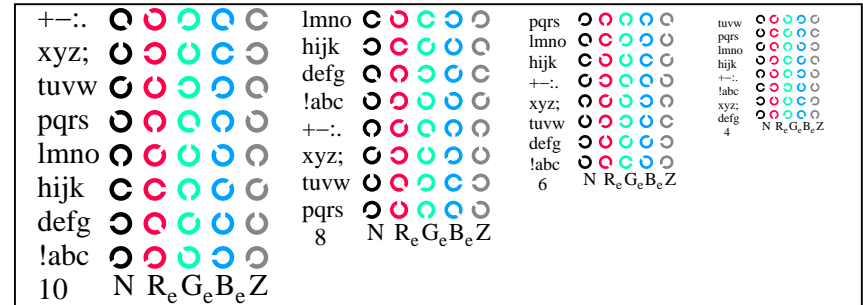 +−:.
xyz;
tuvw
pqrs
lmno
hijk
defg
!abc
10 N ReGeBeZ
lmno
hijk
defg
!abc
+−:.
xyz;
tuvw
pqrs
8 N ReGeBeZ
pqrs
lmno
hijk
+−:.
xyz;
tuvw
defg
!abc
6 N ReGeBeZ
tuvw
pqrs
lmno
hijk
+−:.
!abc
xyz;
defg
4 N ReGeBeZ